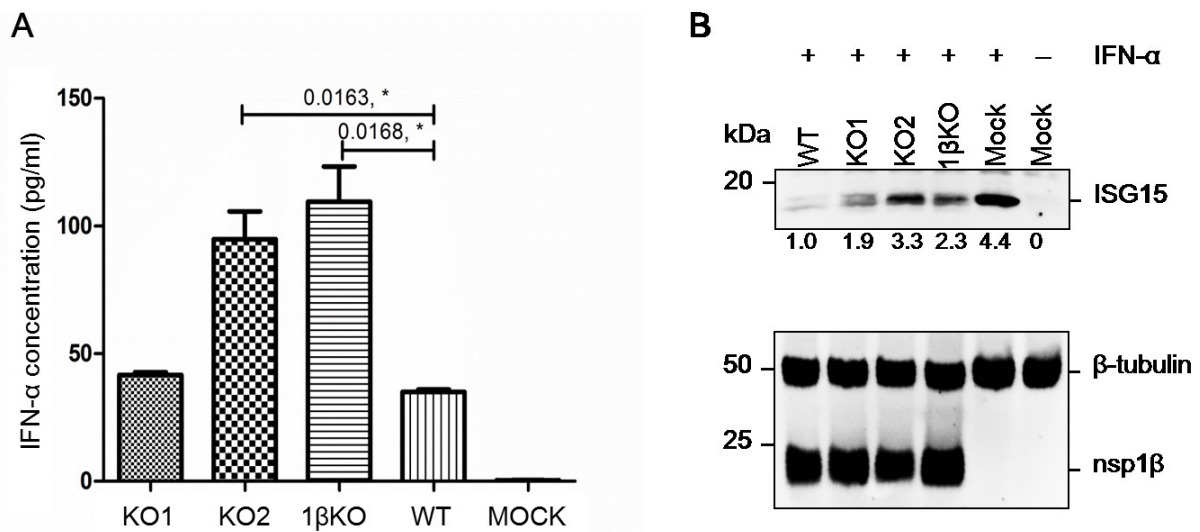 A
IFN-α concentration (pg/ml)
150
100
50
0
0.0163, *
0.0168, *
KO1 KO2 1βKO WT MOCK
B
+ + + + + – IFN-α
kDa WT KO1 KO2 1βKO Mock Mock
20 ISG15
1.0 1.9 3.3 2.3 4.4 0
50 β-tubulin
25 nsp1β